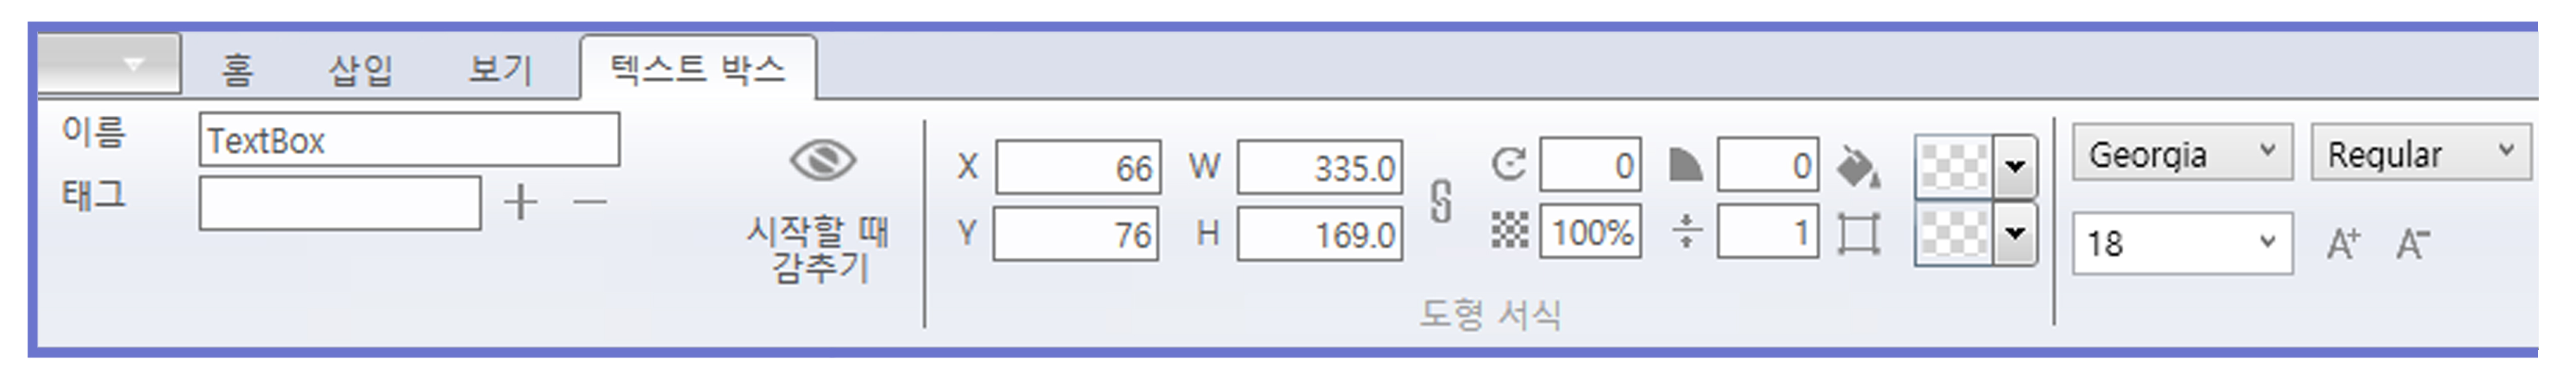 홈 삽입 보기 텍스트 박스
이름 TextBox
태그
시작할 때
감추기
X 66 W 335.0 0 0
Y 76 H 169.0 100% 1
도형 서식
Georgia Regular
18 A+ A-